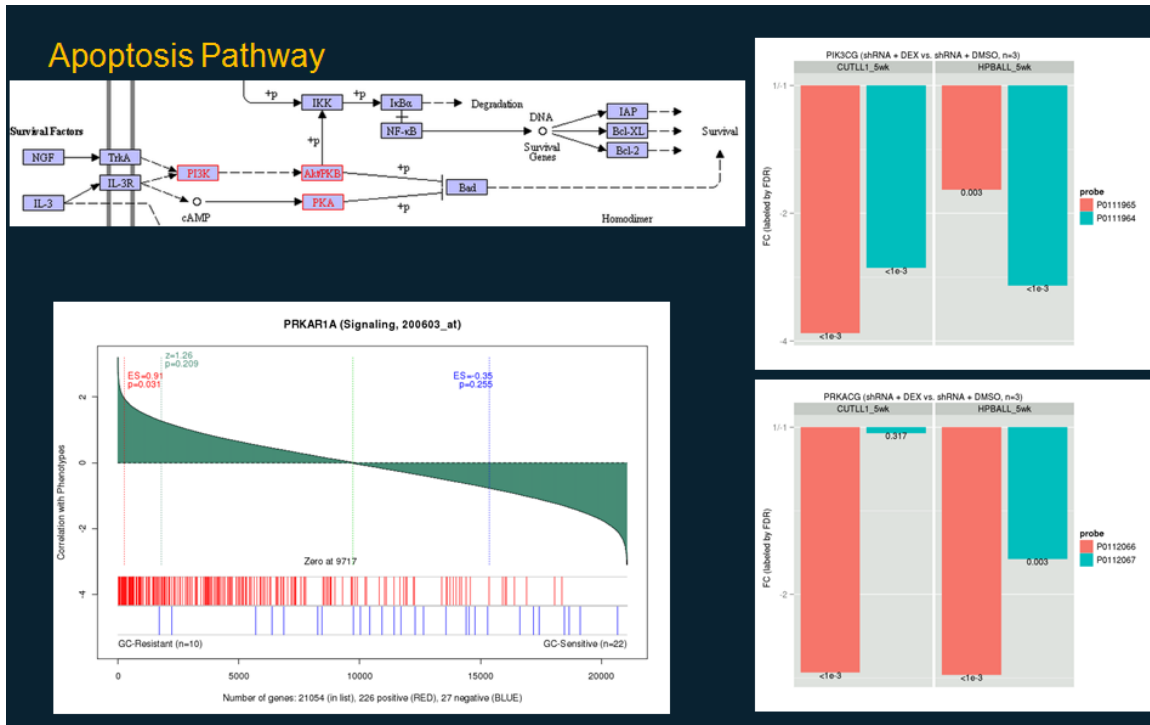 Apoptosis Pathway
+p
+p
IKK
IκBα
Degradation
DNA
IAP
NF-κB
Bcl-XL
Survival
Survival Factors
+p
Survival
Genes
Bcl-2
NGF
TrkA
PI3K
Akt/PKB
+p
IL-3R
Bad
IL-3
PKA
cAMP
+p
Homodimer
PIK3CG (shRNA + DEX vs. shRNA + DMSO, n=3)
CUTLL1_5wk
HPBALL_5wk
1/-1
-2
-4
FC (labeled by FDR)
0.003
<1e-3
<1e-3
<1e-3
probe
P0111965
P0111964
PRKAR1A (Signaling, 200603_at)
z=1.26
p=0.209
ES=0.91
p=0.031
ES=-0.35
p=0.255
Correlation with Phenotypes
2
0
-2
-4
Zero at 9717
GC-Resistant (n=10)
GC-Sensitive (n=22)
0
5000
10000
15000
20000
Number of genes: 21054 (in list), 226 positive (RED), 27 negative (BLUE)
PRKACG (shRNA + DEX vs. shRNA + DMSO, n=3)
CUTLL1_5wk
HPBALL_5wk
1/-1
-2
FC (labeled by FDR)
0.317
0.003
<1e-3
<1e-3
probe
P0112066
P0112067